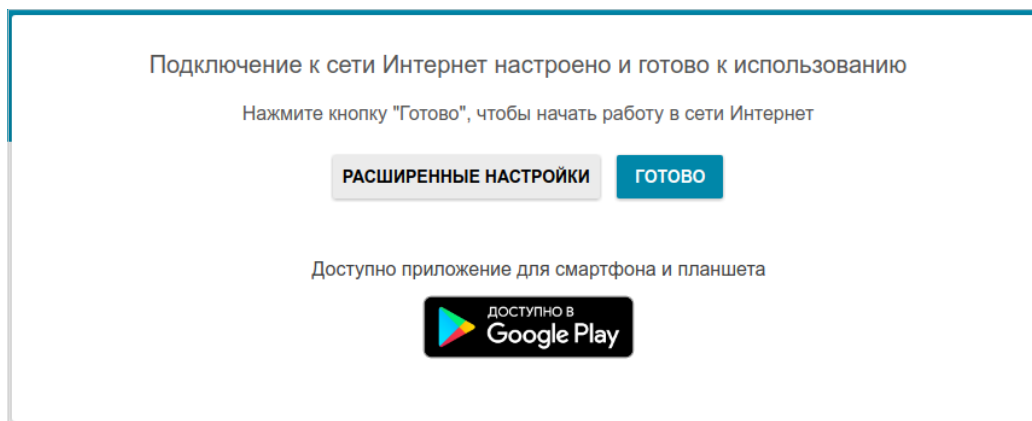 Подключение к сети Интернет настроено и готово к использованию
Нажмите кнопку "Готово", чтобы начать работу в сети Интернет
РАСШИРЕННЫЕ НАСТРОЙКИ ГОТОВО
Доступно приложение для смартфона и планшета
ДОСТУПНО В
Google Play